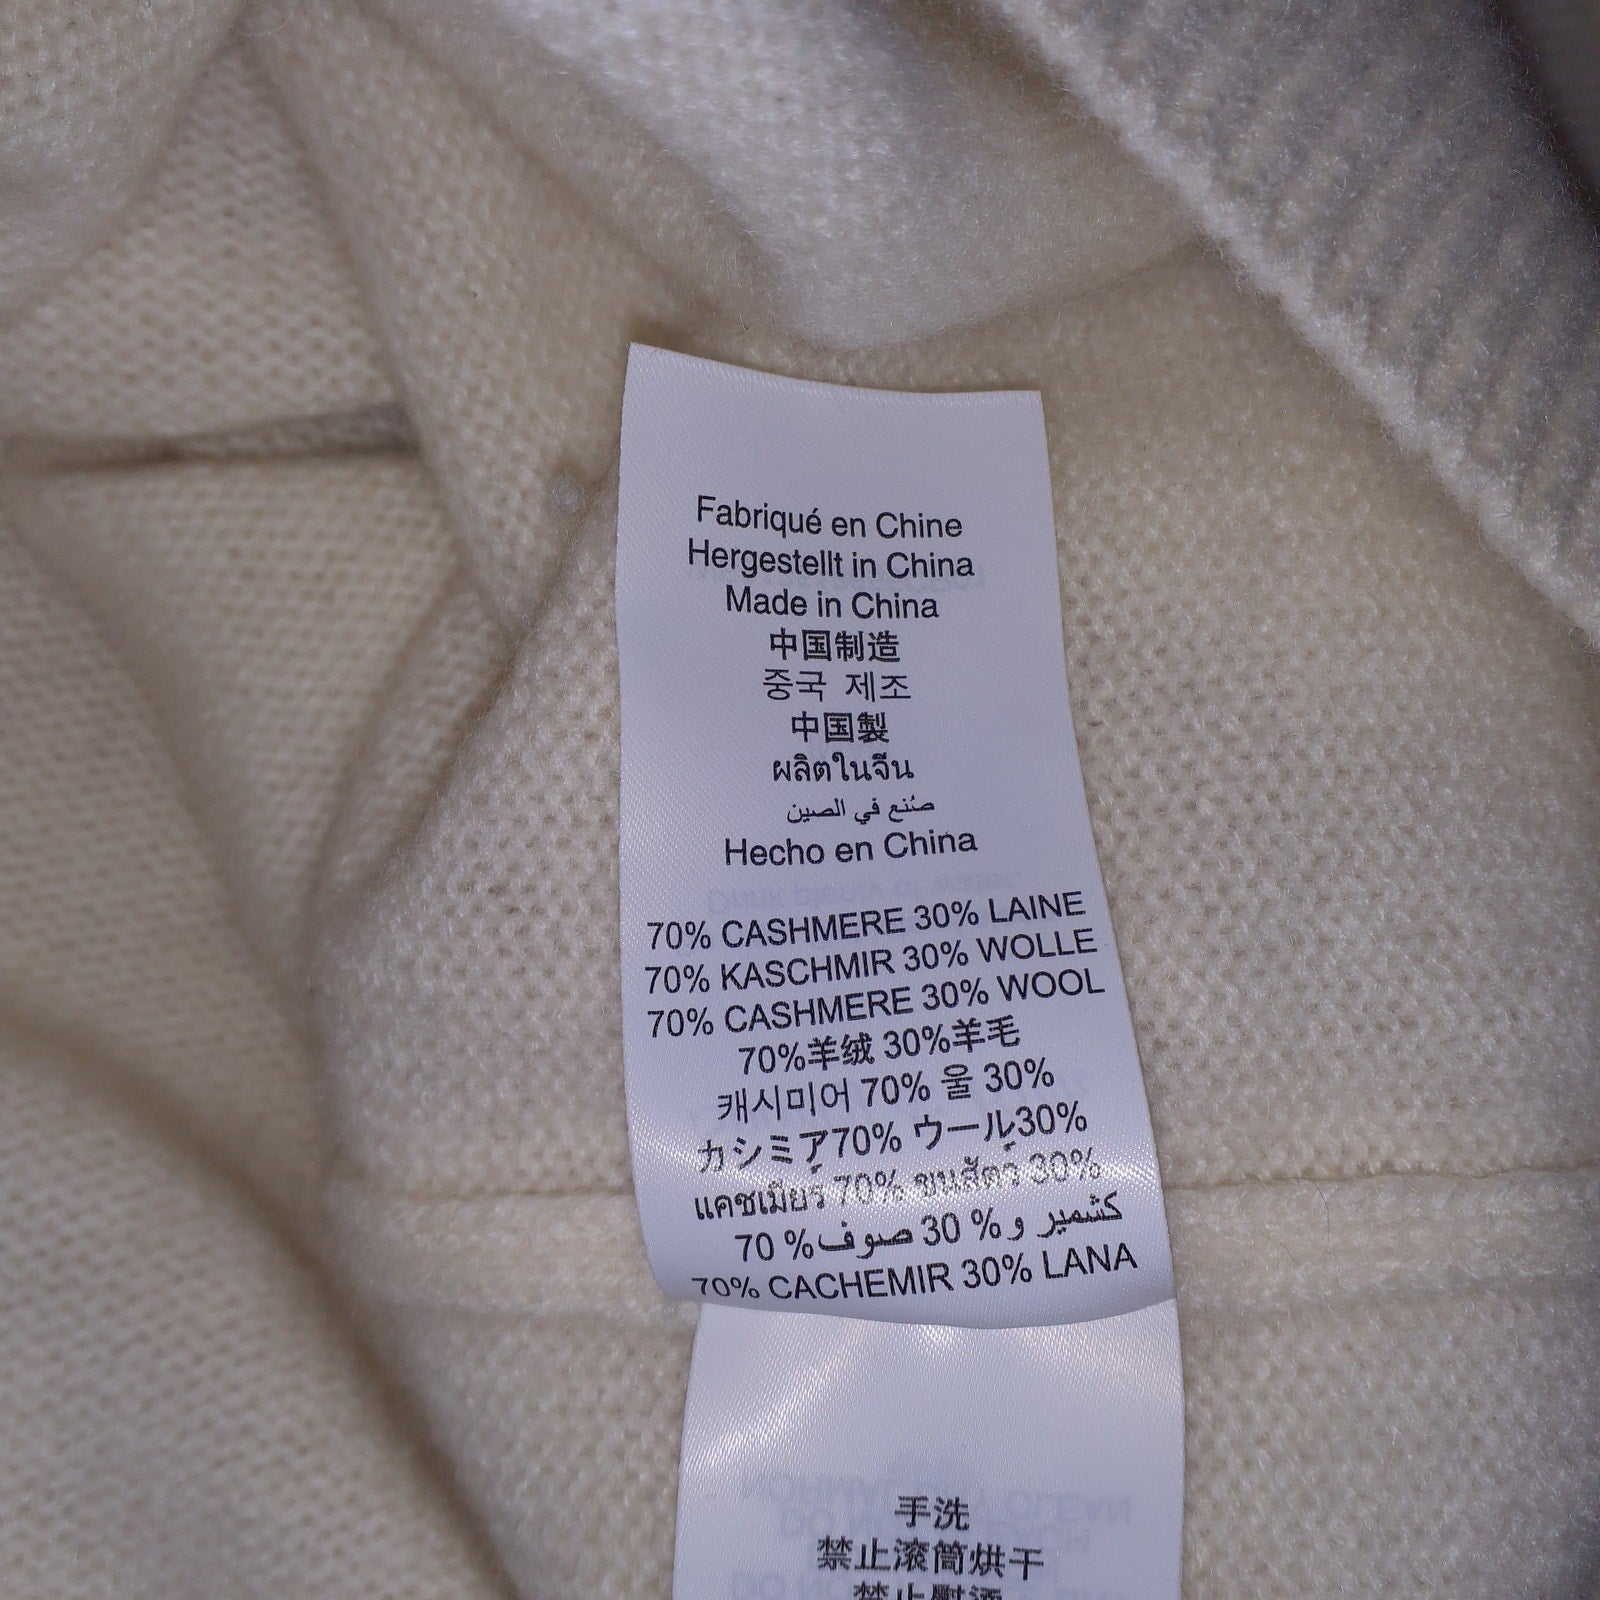 Fabriqué en Chine
Hergestellt in China
Made in China
中国制造
중국 제조
中国製
ผลิตในจีน
صُنع في الصين
Hecho en China
70% CASHMERE 30% LAINE
70% KASCHMIR 30% WOLLE
70% CASHMERE 30% WOOL
70%羊绒 30%羊毛
캐시미어 70% 울 30%
カシミア70% ウール30%
แคชเมียร์ 70% ขนสัตว์ 30%
70 %كشمير و% 30 صوف
70% CACHEMIR 30% LANA
手洗
禁止滚筒烘干
禁止熨烫